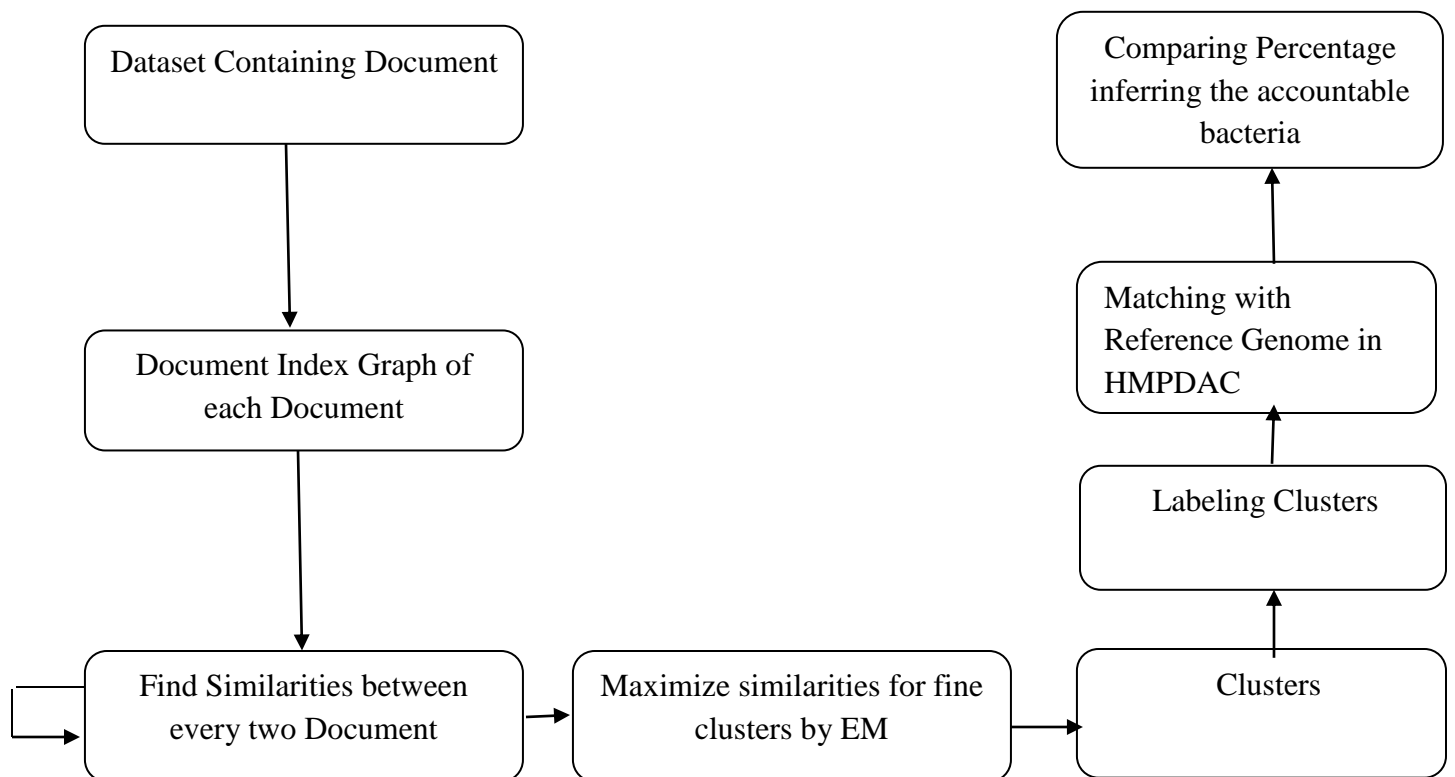 Dataset Containing Document
Document Index Graph of
each Document
Find Similarities between
every two Document
Maximize similarities for fine
clusters by EM
Clusters
Labeling Clusters
Matching with
Reference Genome in
HMPDAC
Comparing Percentage
inferring the accountable
bacteria